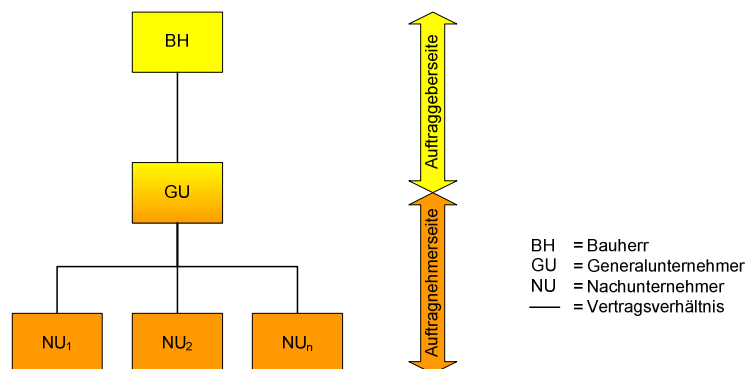 BH
Auftraggeberseite
GU
Auftragnehmerseite
BH = Bauherr
GU = Generalunternehmer
NU = Nachunternehmer
= Vertragsverhältnis
NU1 NU2 NUn